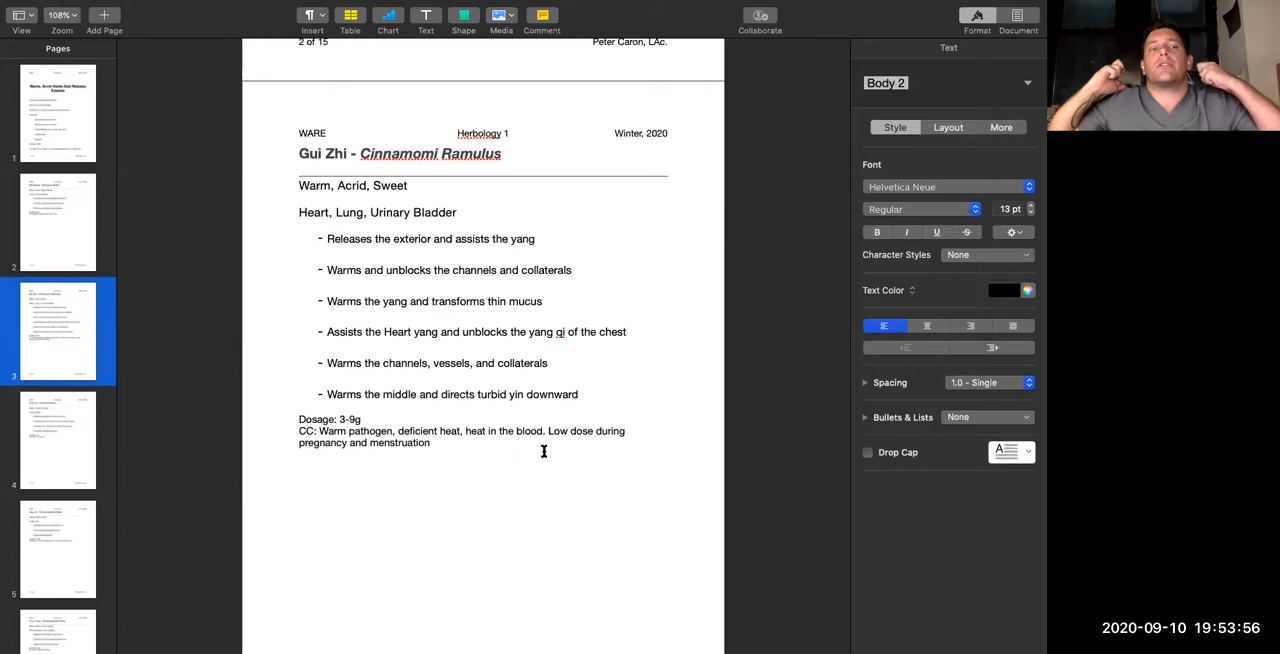 108%
View
Zoom
Add Page
Insert
Table
Chart
Text
Shape
Media
Comment
Collaborate
Format
Document
Pages
1
2
3
4
5
2 of 15 Peter Caron, LAc.
WARE Herbology 1 Winter, 2020
Gui Zhi - Cinnamomi Ramulus
Warm, Acrid, Sweet
Heart, Lung, Urinary Bladder
- Releases the exterior and assists the yang
- Warms and unblocks the channels and collaterals
- Warms the yang and transforms thin mucus
- Assists the Heart yang and unblocks the yang qi of the chest
- Warms the channels, vessels, and collaterals
- Warms the middle and directs turbid yin downward
Dosage: 3-9g
CC: Warm pathogen, deficient heat, heat in the blood. Low dose during
pregnancy and menstruation
Text
Body 2
Style Layout More
Font
Helvetica Neue
Regular 13 pt
B I U S
Character Styles None
Text Color
Spacing 1.0 - Single
Bullets & Lists None
Drop Cap
2020-09-10 19:53:56